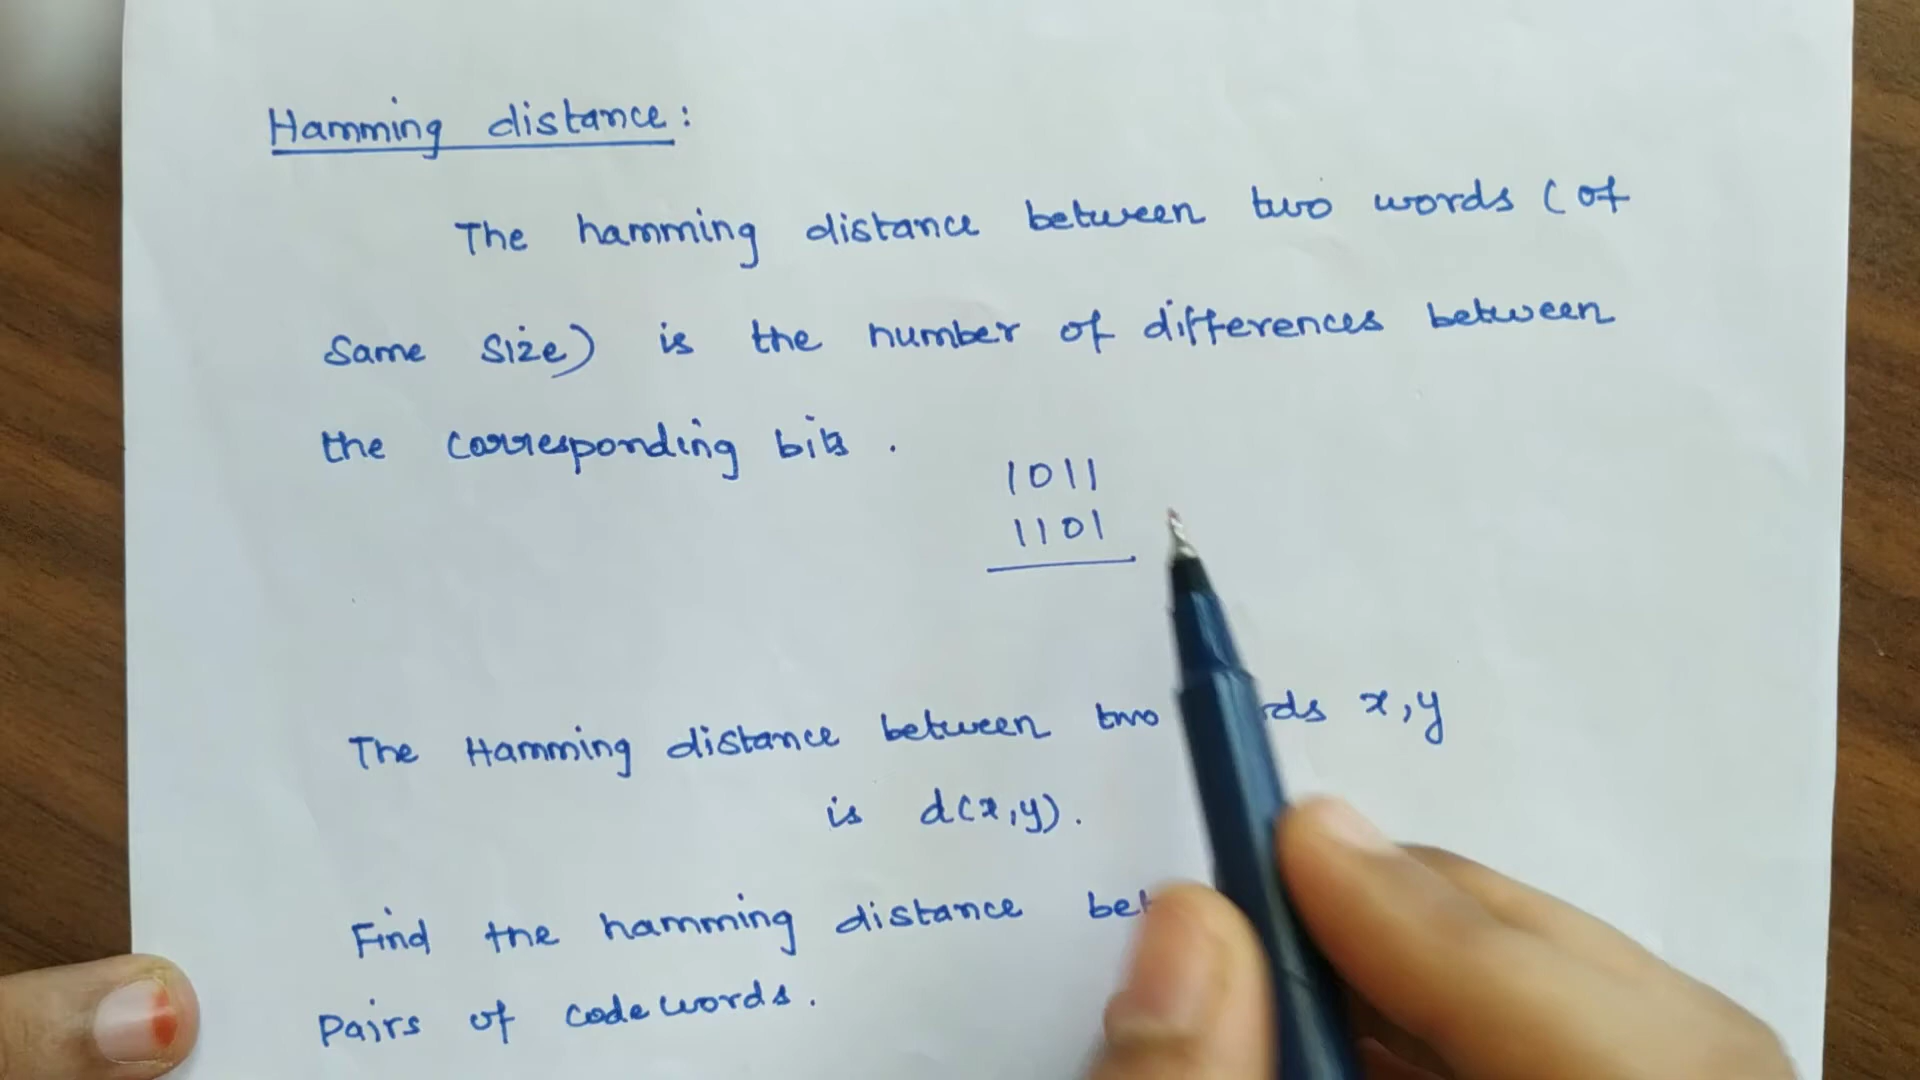 Hamming distance:
The hamming distance between two words (of
Same Size) is the number of differences between
the corresponding bits.
1011
1101
The Hamming distance between two x,y
is d(x,y).
Find the hamming distance
Pairs of code words.